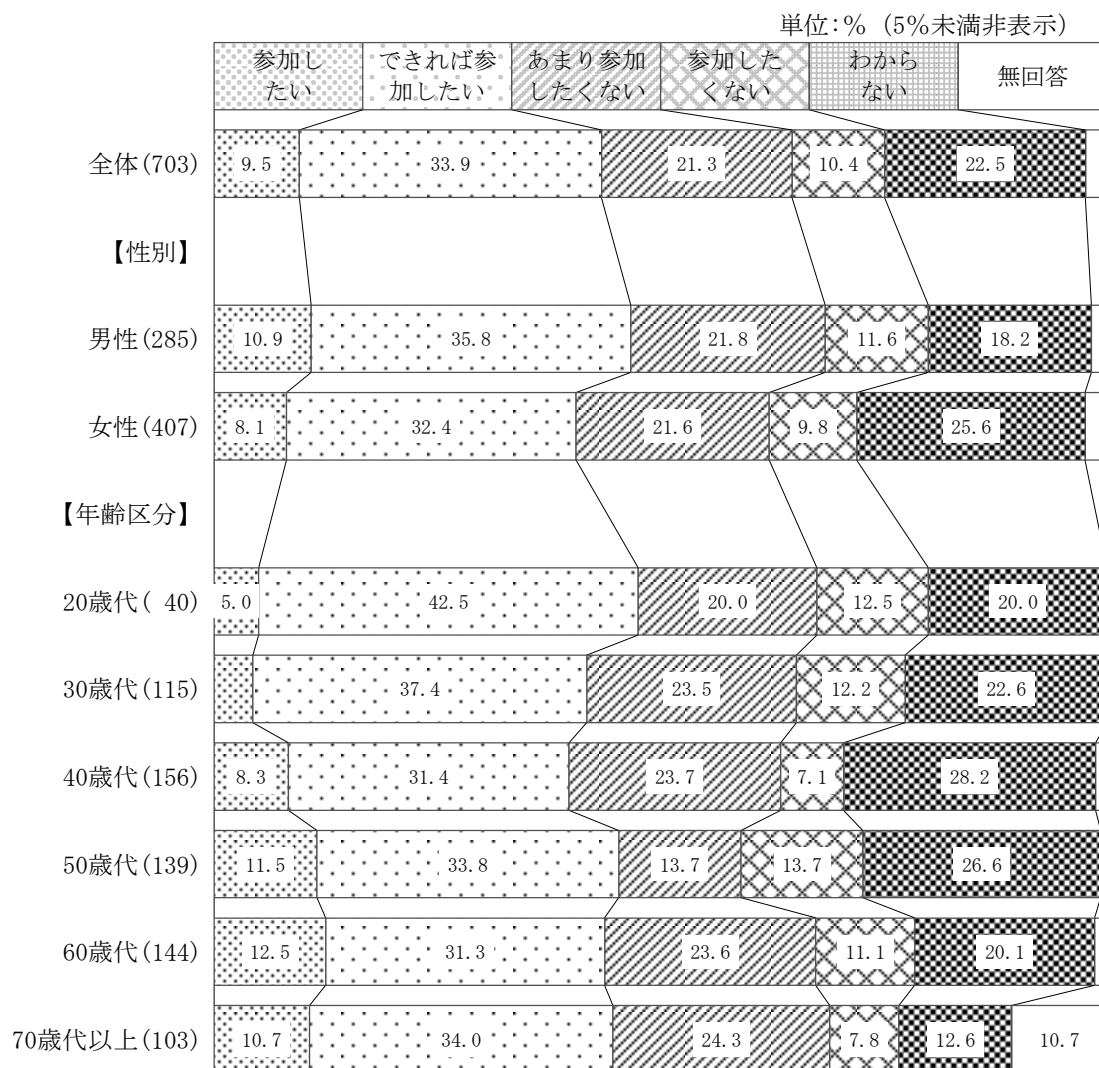 単位：％（5％未満非表示）
参加し
たい
できれば参
加したい
あまり参加
したくない
参加した
くない
わから
ない
無回答
全体(703) 9.5 33.9 21.3 10.4 22.5
【性別】
男性(285) 10.9 35.8 21.8 11.6 18.2
女性(407) 8.1 32.4 21.6 9.8 25.6
【年齢区分】
20歳代( 40) 5.0 42.5 20.0 12.5 20.0
30歳代(115) 37.4 23.5 12.2 22.6
40歳代(156) 8.3 31.4 23.7 7.1 28.2
50歳代(139) 11.5 33.8 13.7 13.7 26.6
60歳代(144) 12.5 31.3 23.6 11.1 20.1
70歳代以上(103) 10.7 34.0 24.3 7.8 12.6 10.7